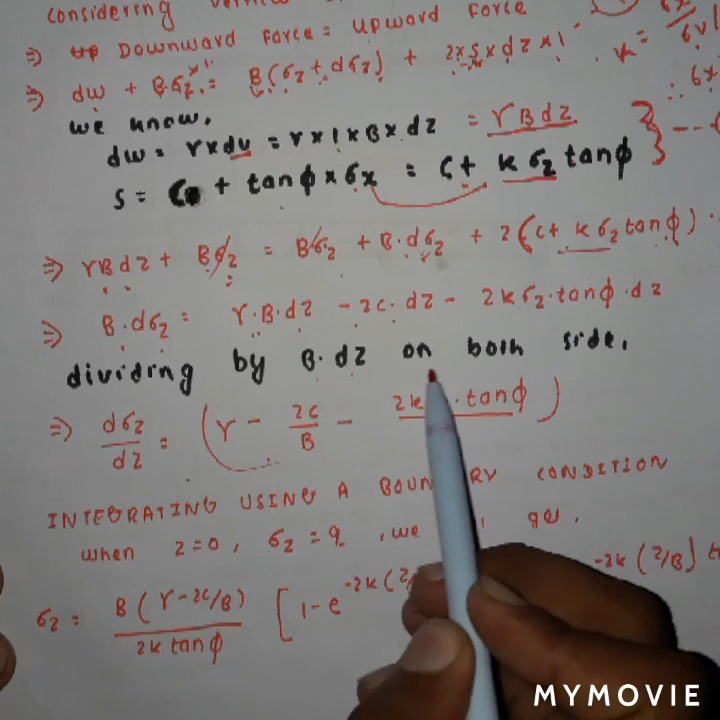 considering
⇒ Downward Force = upward Force
⇒ dw + B.σz×1 = B(σz + dσz) + 2×s×dz×1
we know,
dw = γ×dv = γ×1×B×dz = γBdz
s = C + tanϕ×σx = C+ kσz tanϕ
⇒ γBdz + Bσz = Bσz + B.dσz + 2(C+ kσz tanϕ).
⇒ B.dσz = γ.B.dz - 2c.dz - 2kσz.tanϕ.dz
dividing by B.dz on both side.
⇒ dσz/dz = (γ - 2c/B - 2k .tanϕ)
INTEGRATING USING A CONDITION
when z=0, σz = q, we get.
σz = B(γ-2c/B)/2k tanϕ [1-e -2k(z/ -2k(z/B)
MYMOVIE